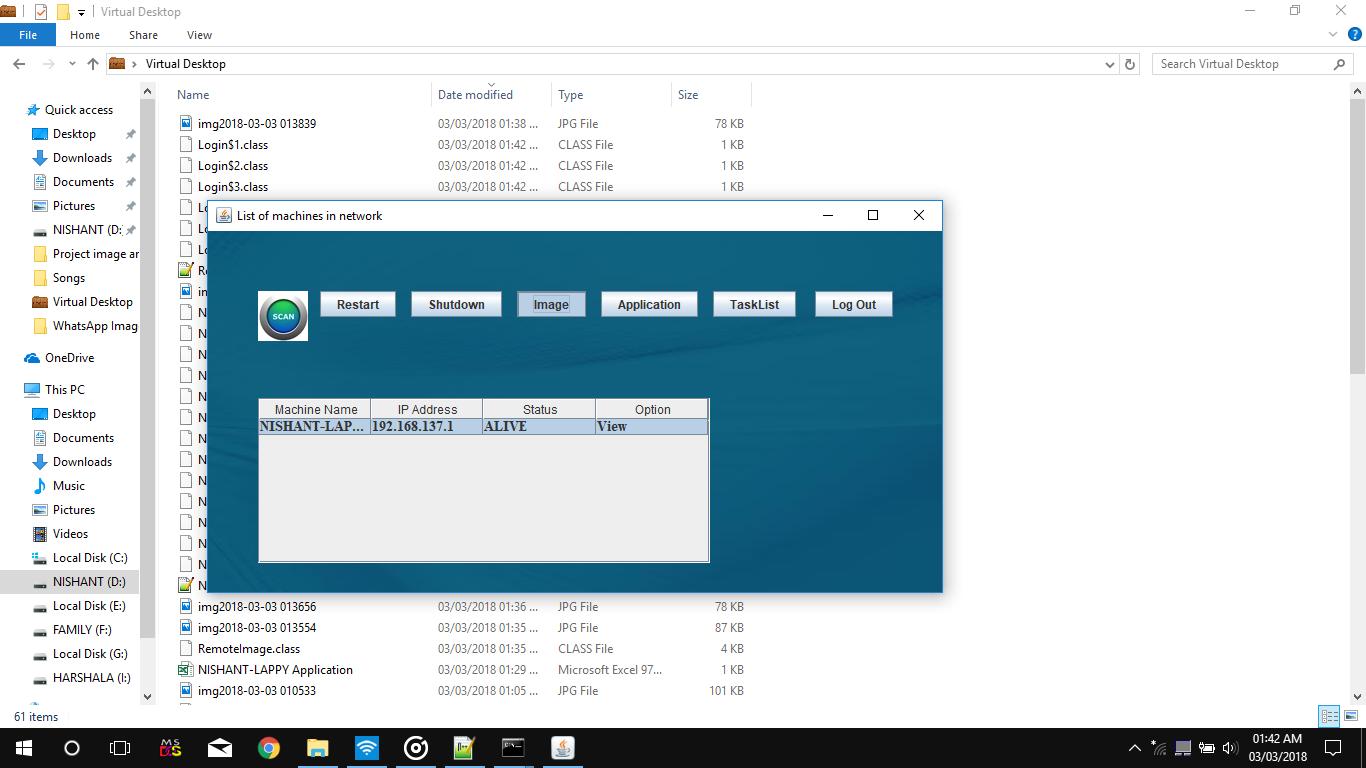 Virtual Desktop
File Home Share View
Virtual Desktop
Search Virtual Desktop
Name Date modified Type Size
Quick access
Desktop
Downloads
Documents
Pictures
NISHANT (D:
Project image ar
Songs
Virtual Desktop
WhatsApp Imag
OneDrive
This PC
Desktop
Documents
Downloads
Music
Pictures
Videos
Local Disk (C:)
NISHANT (D:)
Local Disk (E:)
FAMILY (F:)
Local Disk (G:)
HARSHALA (I:)
img2018-03-03 013839 03/03/2018 01:38 ... JPG File 78 KB
Login$1.class 03/03/2018 01:42 ... CLASS File 1 KB
Login$2.class 03/03/2018 01:42 ... CLASS File 1 KB
Login$3.class 03/03/2018 01:42 ... CLASS File 1 KB
List of machines in network
SCAN Restart Shutdown Image Application TaskList Log Out
Machine Name IP Address Status Option
NISHANT-LAP... 192.168.137.1 ALIVE View
img2018-03-03 013656 03/03/2018 01:36 ... JPG File 78 KB
img2018-03-03 013554 03/03/2018 01:35 ... JPG File 87 KB
RemoteImage.class 03/03/2018 01:35 ... CLASS File 4 KB
NISHANT-LAPPY Application 03/03/2018 01:29 ... Microsoft Excel 97... 1 KB
img2018-03-03 010533 03/03/2018 01:05 ... JPG File 101 KB
61 items
01:42 AM
03/03/2018